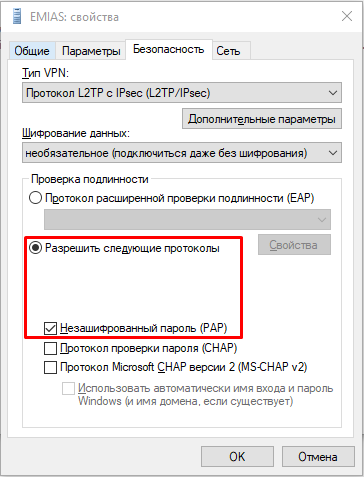 EMIAS: свойства
Общие Параметры Безопасность Сеть
Тип VPN:
Протокол L2TP с IPsec (L2TP/IPsec)
Дополнительные параметры
Шифрование данных:
необязательное (подключиться даже без шифрования)
Проверка подлинности
Протокол расширенной проверки подлинности (EAP)
Свойства
Разрешить следующие протоколы
Незашифрованный пароль (PAP)
Протокол проверки пароля (CHAP)
Протокол Microsoft CHAP версии 2 (MS-CHAP v2)
Использовать автоматически имя входа и пароль
Windows (и имя домена, если существует)
OK Отмена